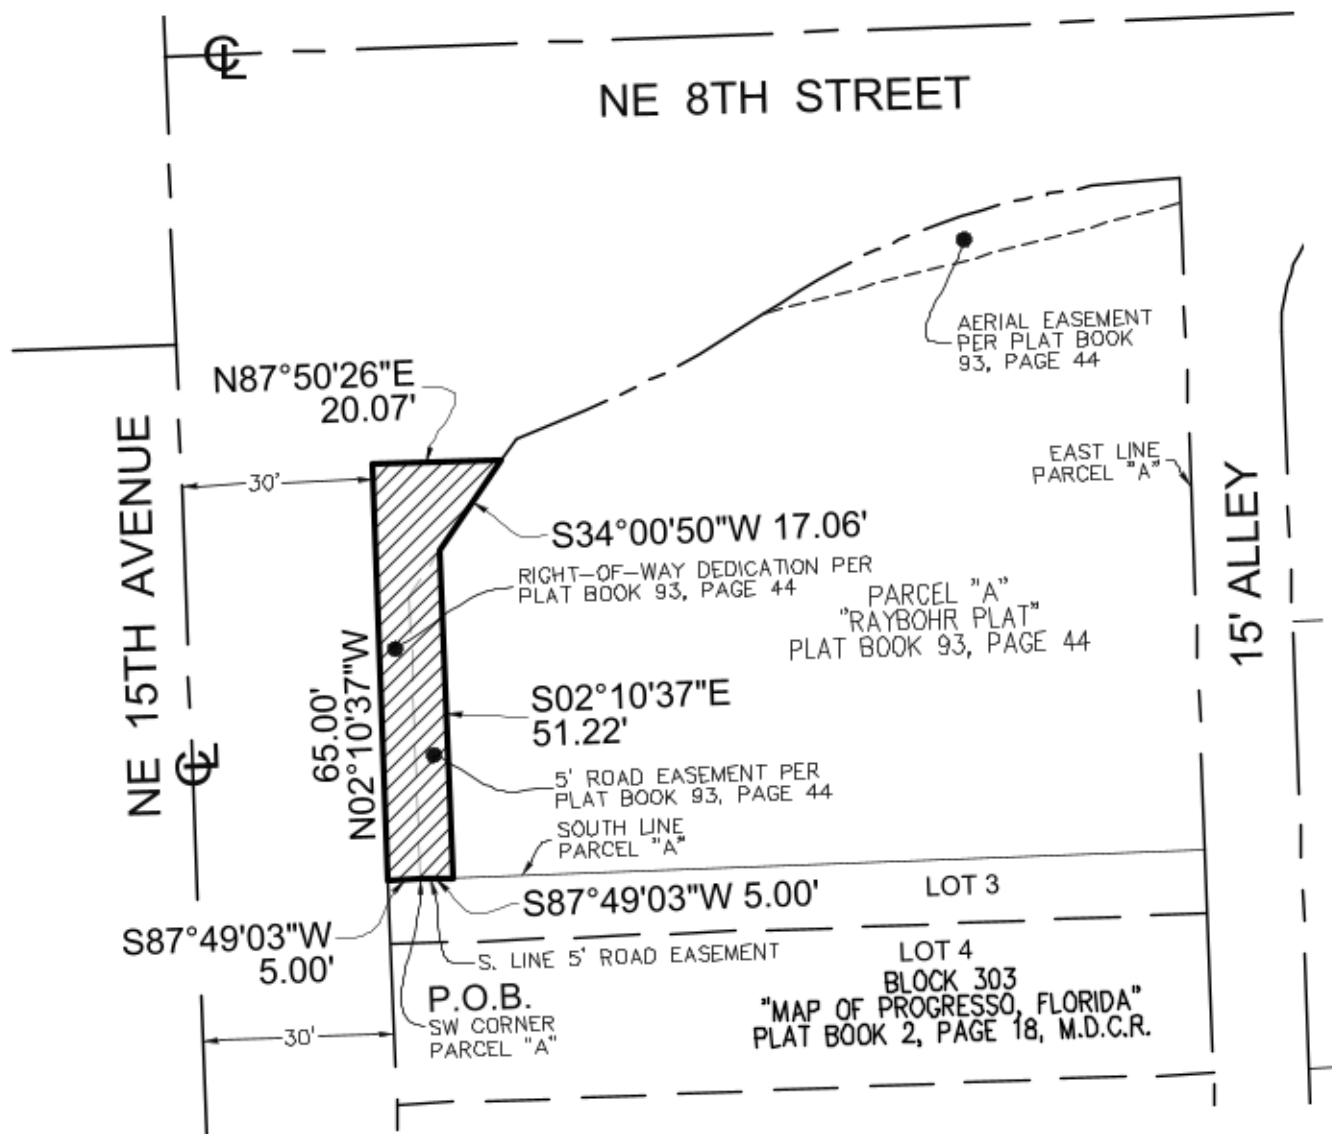 CL
NE 8TH STREET
AERIAL EASEMENT
PER PLAT BOOK
93, PAGE 44
N87°50'26"E
20.07'
30'
EAST LINE
PARCEL "A"
NE 15TH AVENUE
15' ALLEY
S34°00'50"W 17.06'
RIGHT-OF-WAY DEDICATION PER
PLAT BOOK 93, PAGE 44
PARCEL "A"
"RAYBOHR PLAT"
PLAT BOOK 93, PAGE 44
65.00'
N02°10'37"W
S02°10'37"E
51.22'
CL
5' ROAD EASEMENT PER
PLAT BOOK 93, PAGE 44
SOUTH LINE
PARCEL "A"
S87°49'03"W 5.00'
LOT 3
S87°49'03"W
5.00'
S. LINE 5' ROAD EASEMENT
LOT 4
BLOCK 303
"MAP OF PROGRESSO, FLORIDA"
PLAT BOOK 2, PAGE 18, M.D.C.R.
P.O.B.
SW CORNER
PARCEL "A"
30'